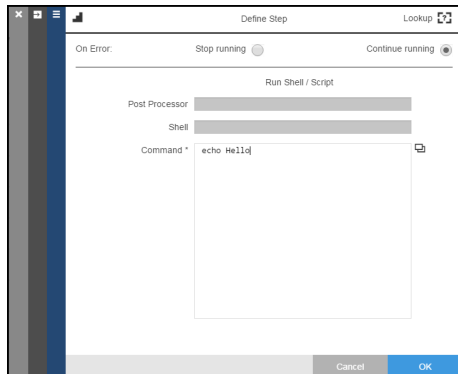 Define Step
Lookup [?]
On Error: Stop running Continue running
Run Shell / Script
Post Processor
Shell
Command *
echo Hello
Cancel OK